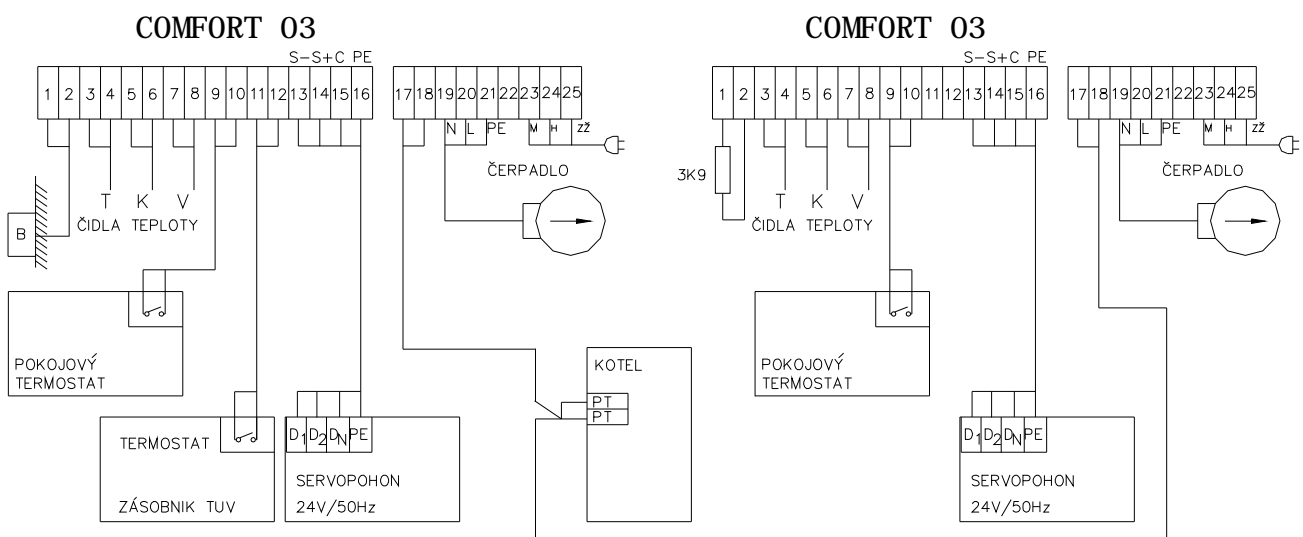 COMFORT 03
COMFORT 03
S-S+C PE
S-S+C PE
1 2 3 4 5 6 7 8 9 10 11 12 13 14 15 16
17 18 19 20 21 22 23 24 25
1 2 3 4 5 6 7 8 9 10 11 12 13 14 15 16
17 18 19 20 21 22 23 24 25
N L PE M H ZŽ
N L PE M H ZŽ
ČERPADLO
ČERPADLO
3K9
T K V
T K V
ČIDLA TEPLOTY
ČIDLA TEPLOTY
B
POKOJOVÝ
TERMOSTAT
KOTEL
PT
PT
POKOJOVÝ
TERMOSTAT
TERMOSTAT
ZÁSOBNIK TUV
D1 D2 DN PE
SERVOPOHON
24V/50Hz
D1 D2 DN PE
SERVOPOHON
24V/50Hz